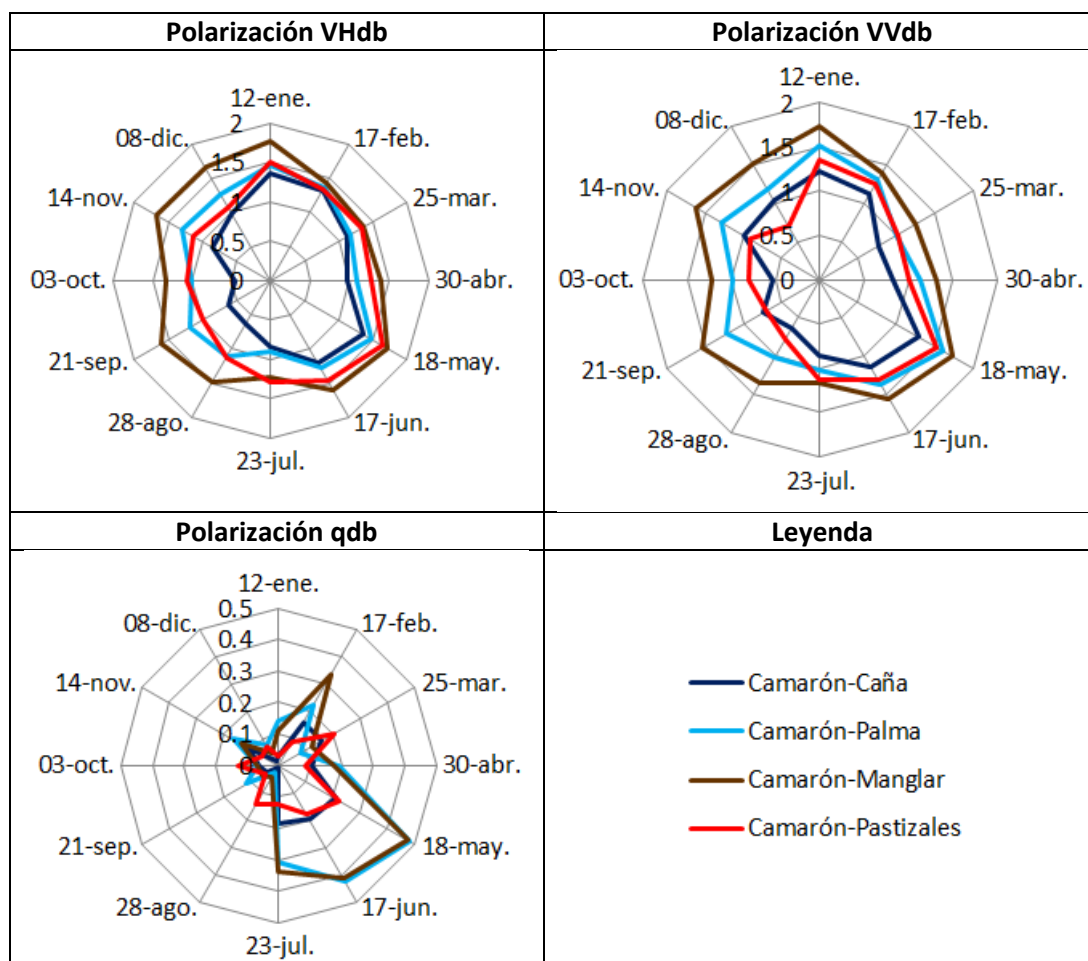 Polarización VHdb
Polarización VVdb
12-ene.
17-feb.
25-mar.
30-abr.
18-may.
17-jun.
23-jul.
28-ago.
21-sep.
03-oct.
14-nov.
08-dic.
2
1.5
1
0.5
0
12-ene.
17-feb.
25-mar.
30-abr.
18-may.
17-jun.
23-jul.
28-ago.
21-sep.
03-oct.
14-nov.
08-dic.
2
1.5
1
0.5
0
Polarización qdb
Leyenda
12-ene.
17-feb.
25-mar.
30-abr.
18-may.
17-jun.
23-jul.
28-ago.
21-sep.
03-oct.
14-nov.
08-dic.
0.5
0.4
0.3
0.2
0.1
0
Camarón-Caña
Camarón-Palma
Camarón-Manglar
Camarón-Pastizales